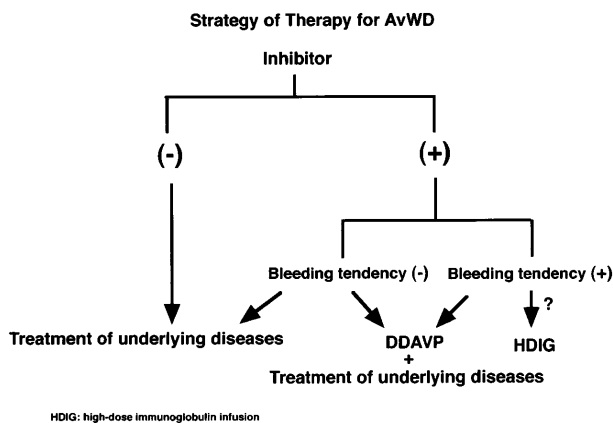 Strategy of Therapy for AvWD
Inhibitor
(-) (+)
Bleeding tendency (-) Bleeding tendency (+)
?
Treatment of underlying diseases DDAVP HDIG
+
Treatment of underlying diseases
HDIG: high-dose immunoglobutin infusion